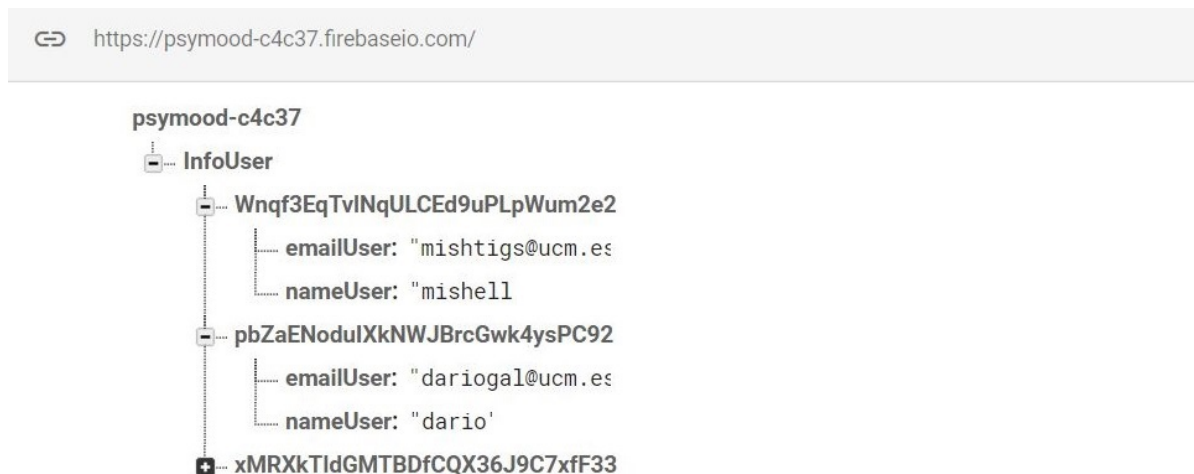 https://psymood-c4c37.firebaseio.com/
psymood-c4c37
InfoUser
Wnqf3EqTvINqULCEd9uPLpWum2e2
emailUser: "mishtigs@ucm.es
nameUser: "mishell
pbZaENodulXkNWJBrcGwk4ysPC92
emailUser: "dariogal@ucm.es
nameUser: "dario'
xMRXkTIdGMTBDfCQX36J9C7xfF33